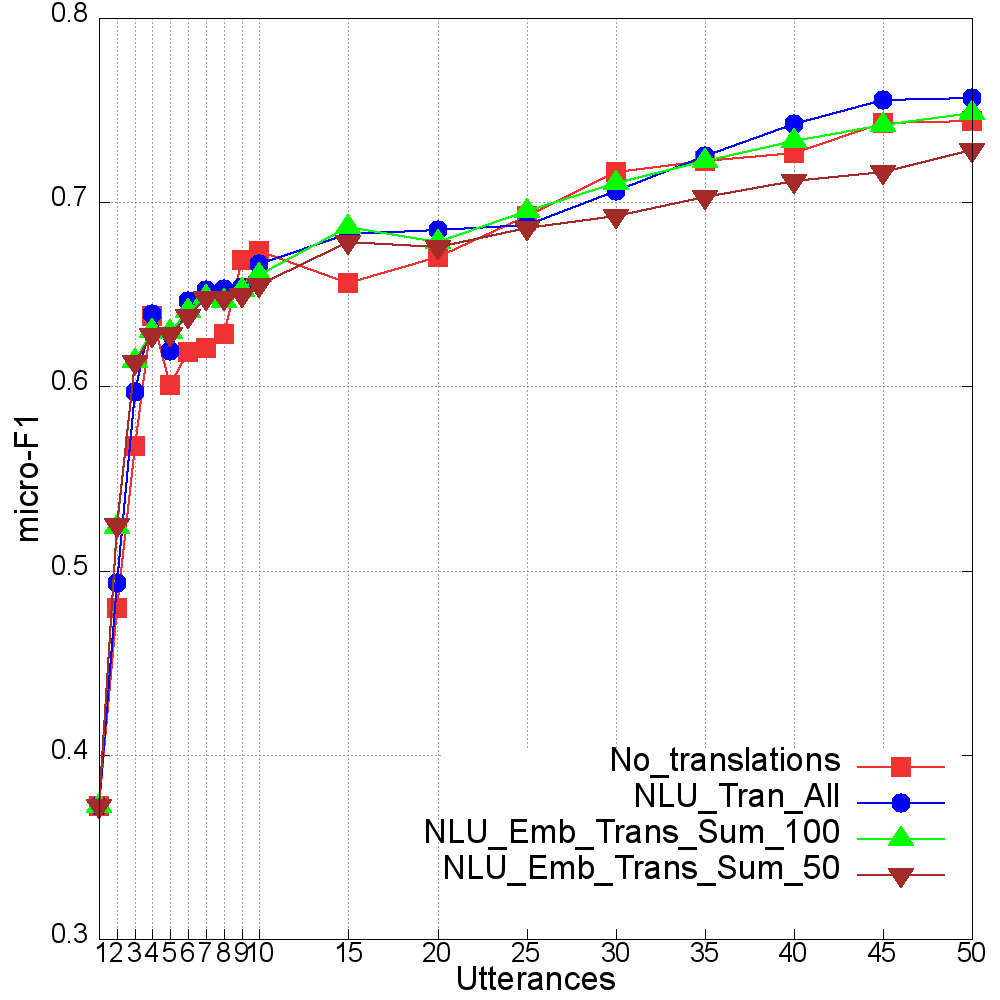 0.8
0.7
0.6
0.5
0.4
0.3
micro-F1
No_translations
NLU_Tran_All
NLU_Emb_Trans_Sum_100
NLU_Emb_Trans_Sum_50
1 2 3 4 5 6 7 8 9 10 15 20 25 30 35 40 45 50
Utterances